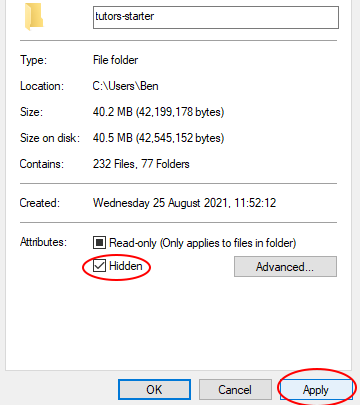 tutors-starter
Type: File folder
Location: C:\Users\Ben
Size: 40.2 MB (42,199,178 bytes)
Size on disk: 40.5 MB (42,545,152 bytes)
Contains: 232 Files, 77 Folders
Created: Wednesday 25 August 2021, 11:52:12
Attributes: Read-only (Only applies to files in folder)
Hidden Advanced...
OK Cancel Apply